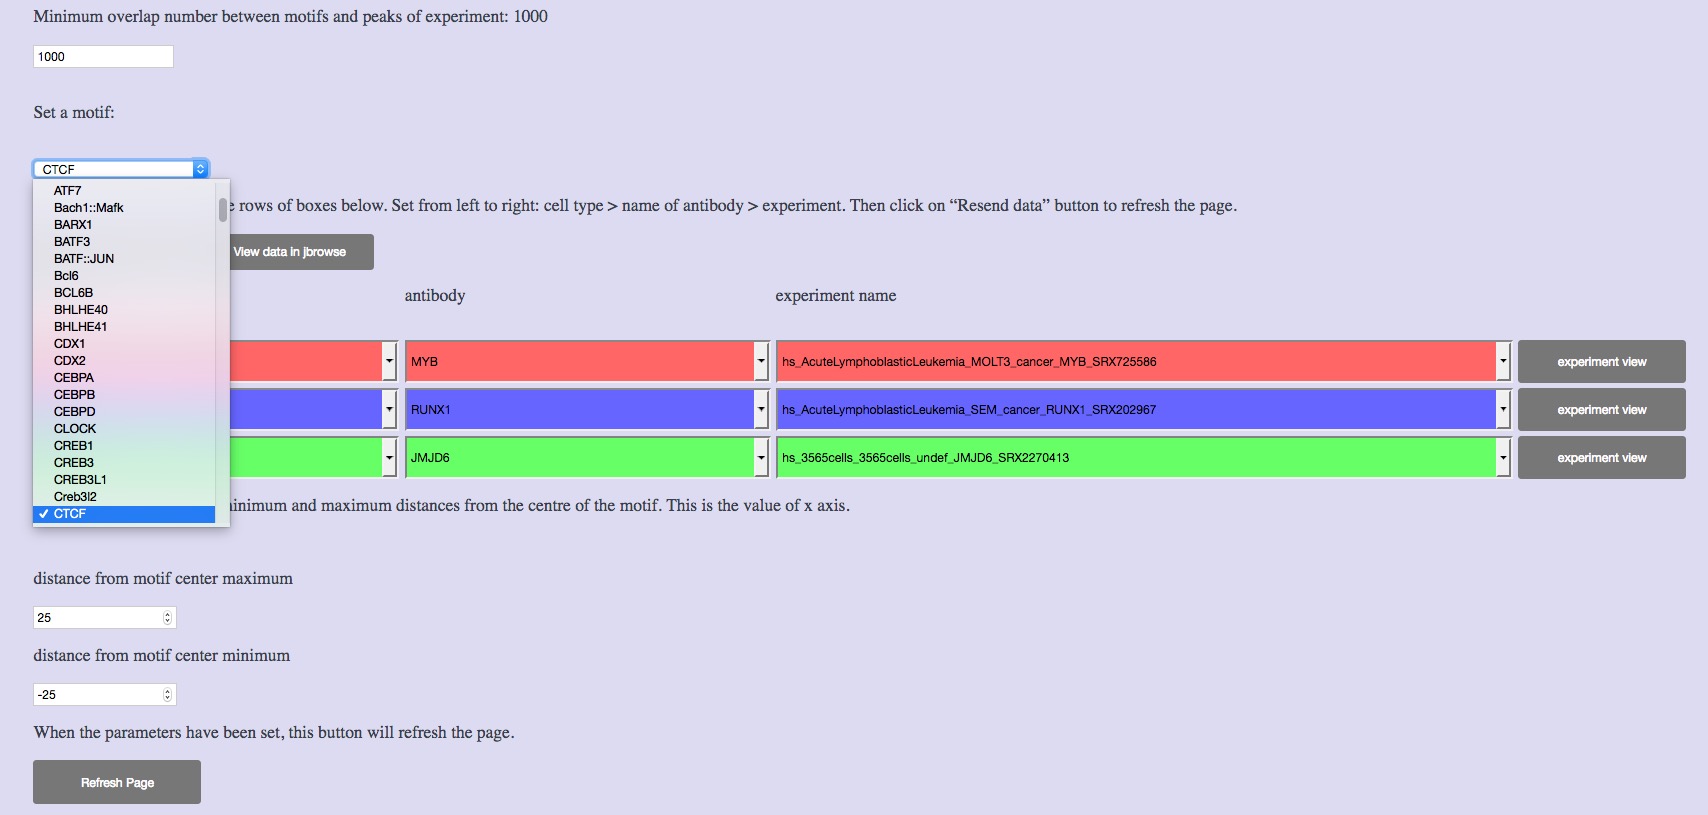 Minimum overlap number between motifs and peaks of experiment: 1000
1000
Set a motif:
CTCF
ATF7
Bach1::Mafk
BARX1
BATF3
BATF::JUN
Bcl6
BCL6B
BHLHE40
BHLHE41
CDX1
CDX2
CEBPA
CEBPB
CEBPD
CLOCK
CREB1
CREB3
CREB3L1
Creb3l2
✓ CTCF
rows of boxes below. Set from left to right: cell type > name of antibody > experiment. Then click on “Resend data” button to refresh the page.
View data in jbrowse
antibody experiment name
MYB hs_AcuteLymphoblasticLeukemia_MOLT3_cancer_MYB_SRX725586 experiment view
RUNX1 hs_AcuteLymphoblasticLeukemia_SEM_cancer_RUNX1_SRX202967 experiment view
JMJD6 hs_3565cells_3565cells_undef_JMJD6_SRX2270413 experiment view
inimum and maximum distances from the centre of the motif. This is the value of x axis.
distance from motif center maximum
25
distance from motif center minimum
-25
When the parameters have been set, this button will refresh the page.
Refresh Page